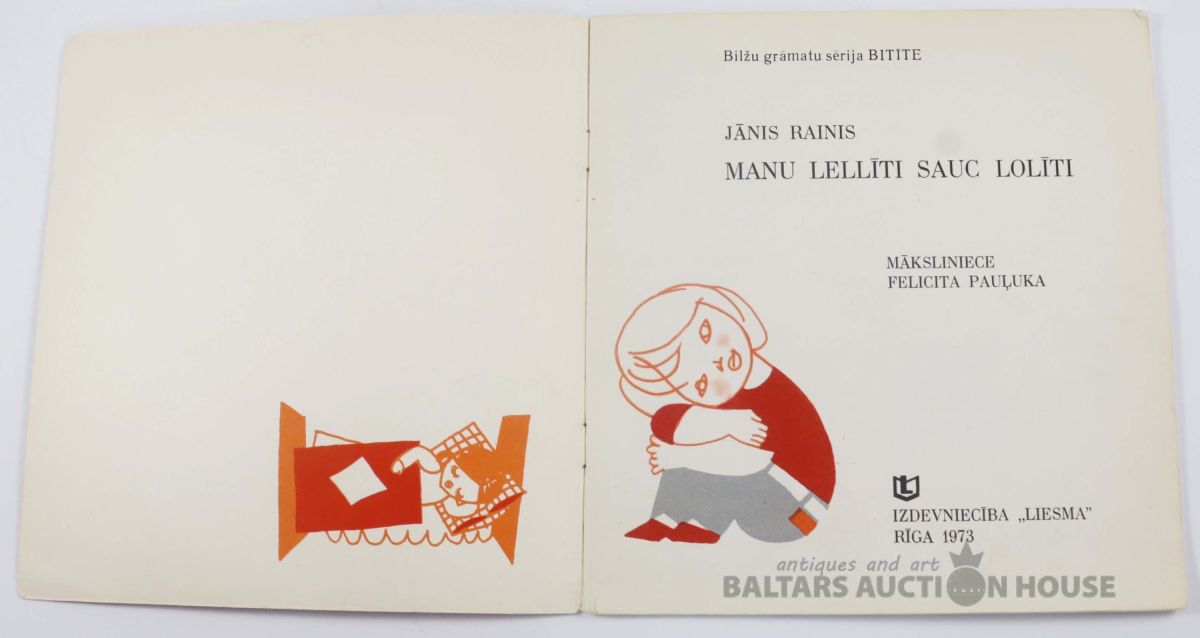 Bilžu grāmatu sērija BITĪTE
JĀNIS RAINIS
MANU LELLĪTI SAUC LOLĪTI
MĀKSLINIECE
FELICITA PAUĻUKA
IZDEVNIECĪBA „LIESMA”
RĪGA 1973
antiques and art
BALTARS AUCTION HOUSE